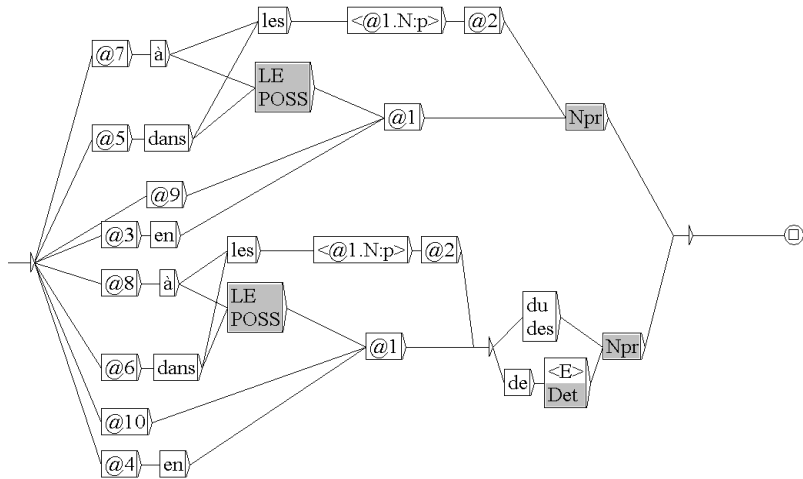 les <@1.N:p> @2
@7 à
LE
POSS
@1 Npr
@5 dans
@9
@3 en
les <@1.N:p> @2
@8 à
LE
POSS
du
des
@1 Npr
@6 dans
<E>
de Det
@10
@4 en